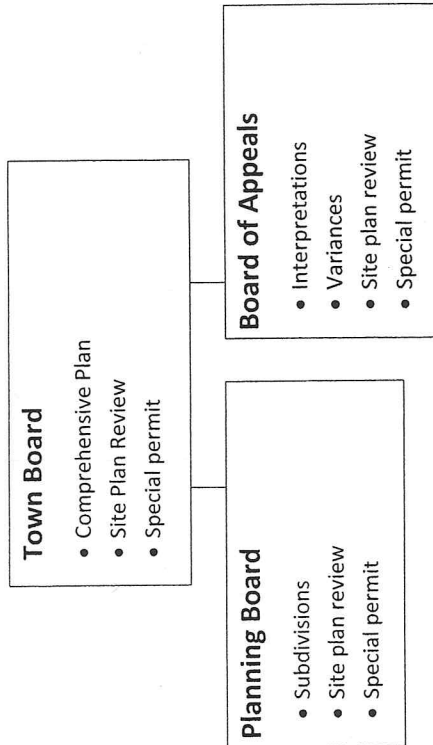 Town Board
• Comprehensive Plan
• Site Plan Review
• Special permit
Planning Board
• Subdivisions
• Site plan review
• Special permit
Board of Appeals
• Interpretations
• Variances
• Site plan review
• Special permit